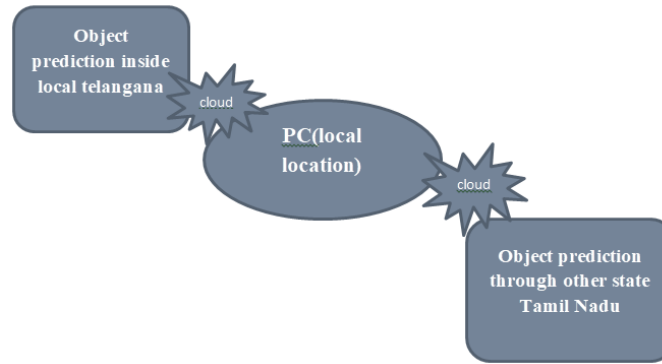 Object
prediction inside
local telangana
cloud
PC(local
location)
cloud
Object prediction
through other state
Tamil Nadu